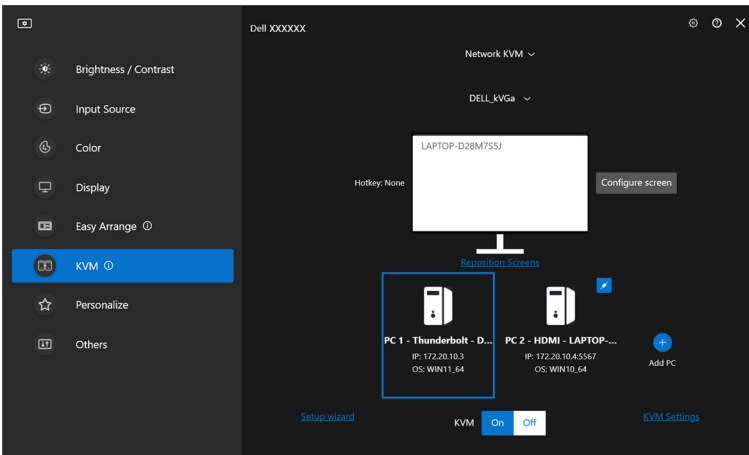 Dell XXXXXX
Brightness / Contrast
Input Source
Color
Display
Easy Arrange
KVM
Personalize
Others
Network KVM
DELL_kVGa
LAPTOP-D28M7S5J
Hotkey: None
Configure screen
Reposition Screens
PC 1 - Thunderbolt - D...
IP: 172.20.10.3
OS: WIN11_64
PC 2 - HDMI - LAPTOP-...
IP: 172.20.10.4:5567
OS: WIN10_64
Add PC
Setup wizard
KVM
On
Off
KVM Settings